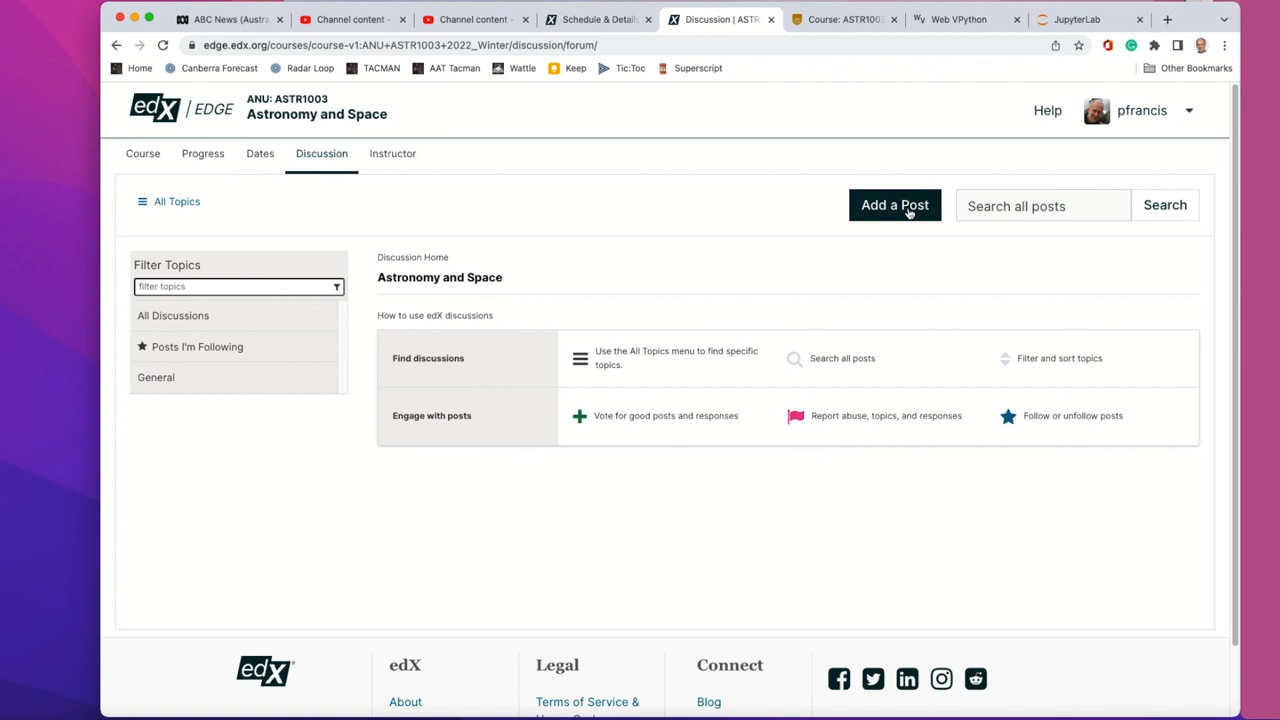 ABC News (Austra
Channel content -
Channel content -
Schedule & Details
Discussion | ASTR
Course: ASTR1003
Web VPython
JupyterLab
edge.edx.org/courses/course-v1:ANU+ASTR1003+2022_Winter/discussion/forum/
Home
Canberra Forecast
Radar Loop
TACMAN
AAT Tacman
Wattle
Keep
Tic:Toc
Superscript
Other Bookmarks
edX / EDGE
ANU: ASTR1003
Astronomy and Space
Help
pfrancis
Course
Progress
Dates
Discussion
Instructor
All Topics
Add a Post
Search all posts
Search
Filter Topics
filter topics
All Discussions
Posts I'm Following
General
Discussion Home
Astronomy and Space
How to use edX discussions
Find discussions
Use the All Topics menu to find specific
topics.
Search all posts
Filter and sort topics
Engage with posts
Vote for good posts and responses
Report abuse, topics, and responses
Follow or unfollow posts
edX
edX
About
Legal
Terms of Service &
Connect
Blog